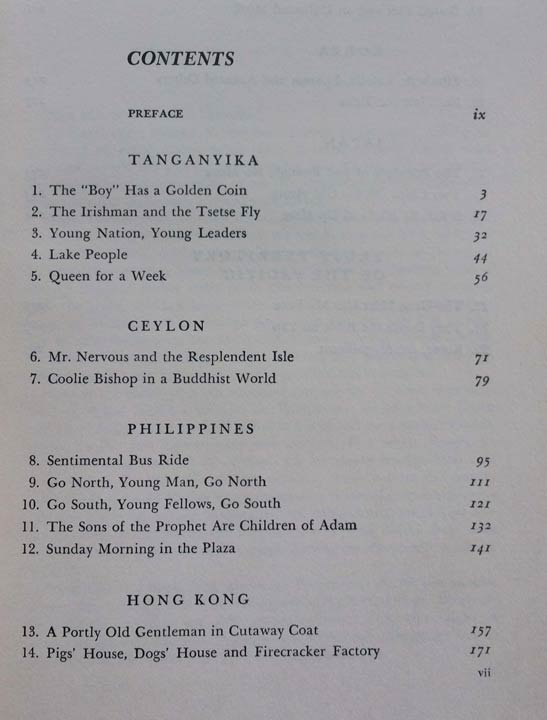 CONTENTS
PREFACE ix
TANGANYIKA
1. The "Boy" Has a Golden Coin 3
2. The Irishman and the Tsetse Fly 17
3. Young Nation, Young Leaders 32
4. Lake People 44
5. Queen for a Week 56
CEYLON
6. Mr. Nervous and the Resplendent Isle 71
7. Coolie Bishop in a Buddhist World 79
PHILIPPINES
8. Sentimental Bus Ride 95
9. Go North, Young Man, Go North 111
10. Go South, Young Fellows, Go South 121
11. The Sons of the Prophet Are Children of Adam 132
12. Sunday Morning in the Plaza 141
HONG KONG
13. A Portly Old Gentleman in Cutaway Coat 157
14. Pigs' House, Dogs' House and Firecracker Factory 171
vii